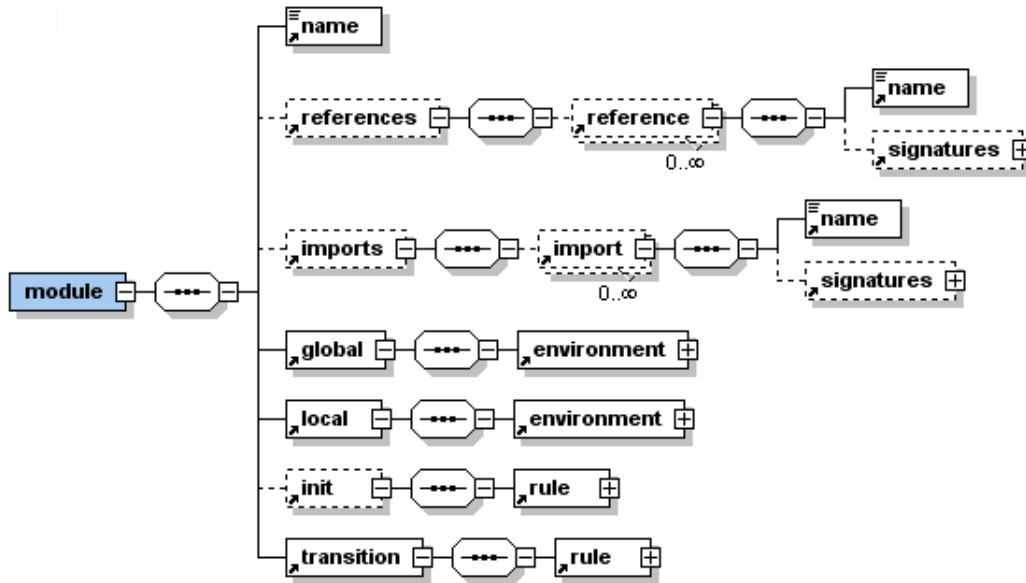 name
name
references
reference
0..∞
signatures
name
imports
import
0..∞
signatures
module
global
environment
local
environment
init
rule
transition
rule